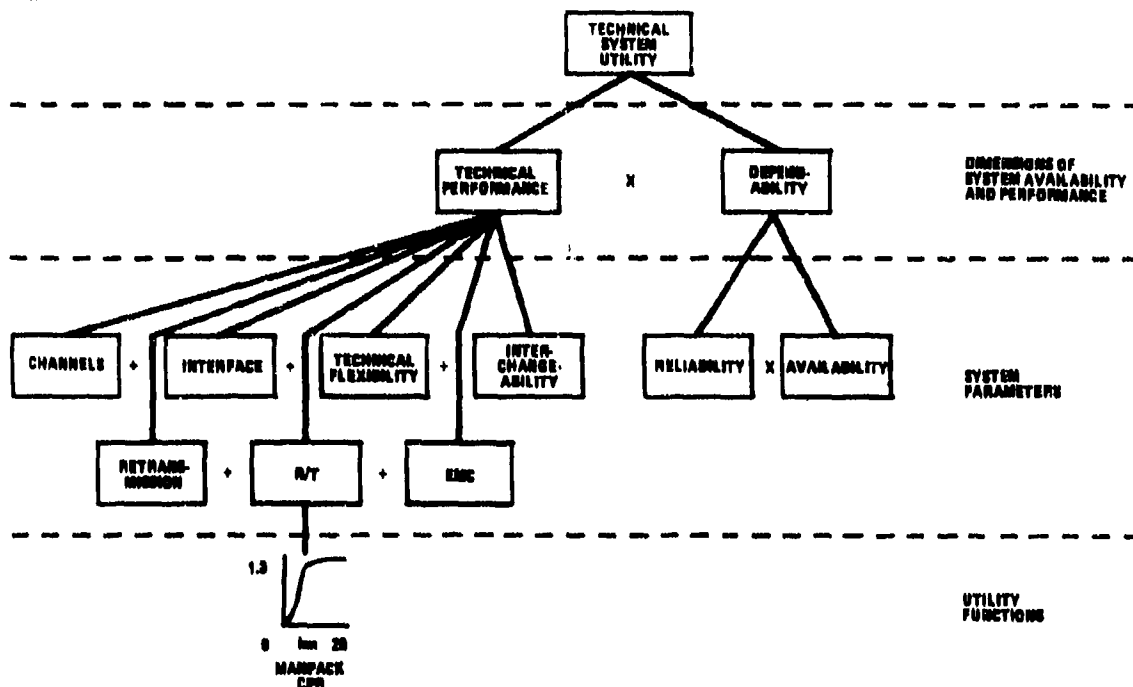 TECHNICAL
SYSTEM
UTILITY
TECHNICAL
PERFORMANCE
X
DEPEND-
ABILITY
DIMENSIONS OF
SYSTEM AVAILABILITY
AND PERFORMANCE
CHANNELS + INTERFACE + TECHNICAL
FLEXIBILITY + INTER-
CHANGE-
ABILITY
RELIABILITY X AVAILABILITY
SYSTEM
PARAMETERS
RETRANS-
MISSION + R/T + EMC
1.0
0 km 20
MANPACK
UTILITY
FUNCTIONS